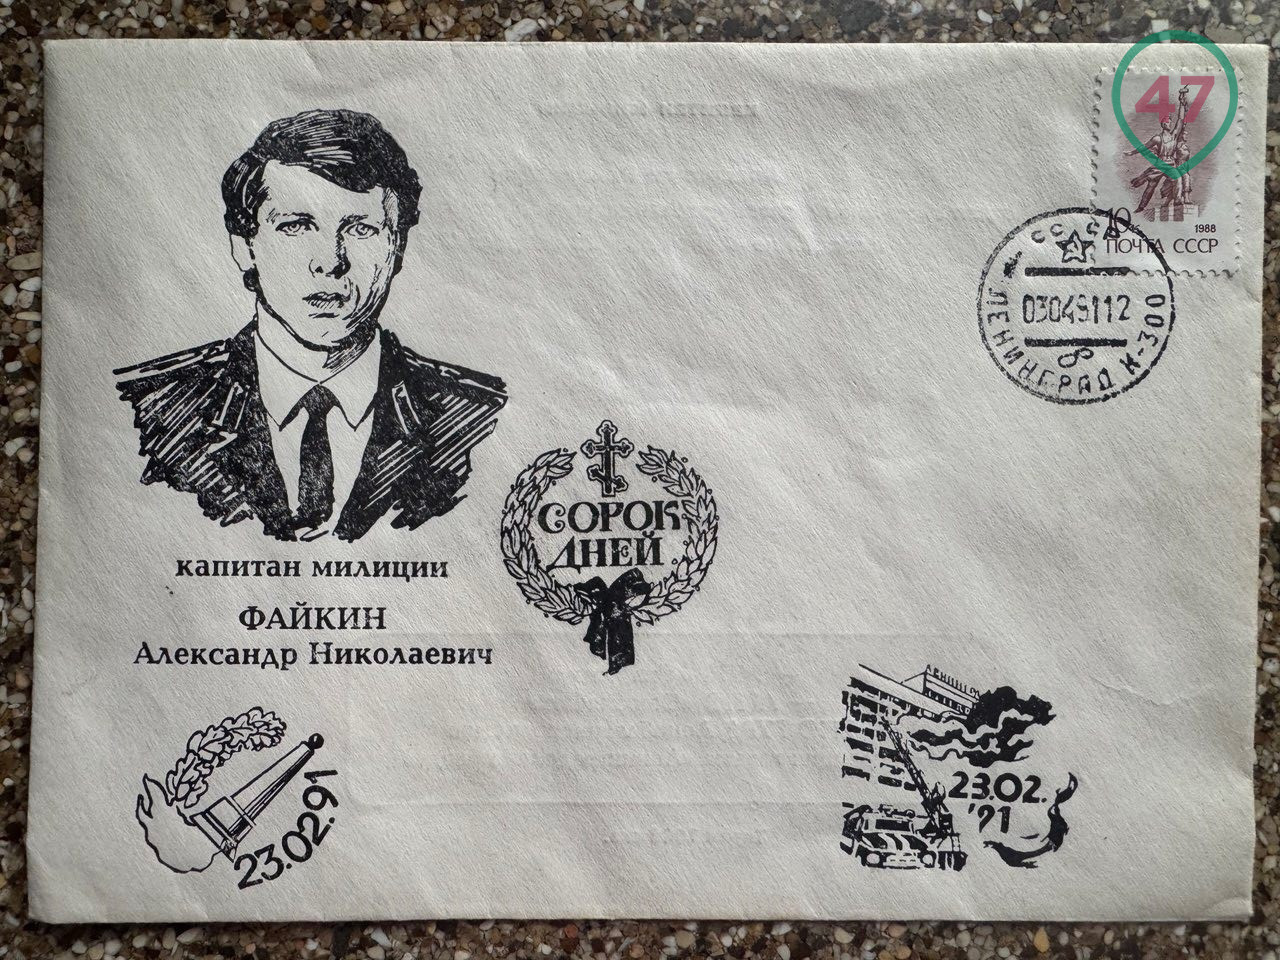 47
10 к
1988
ПОЧТА СССР
СССР
ЛЕНИНГРАД К-300
03049112
СОРОК
ДНЕЙ
капитан милиции
ФАЙКИН
Александр Николаевич
23.02.91
23.02.
'91